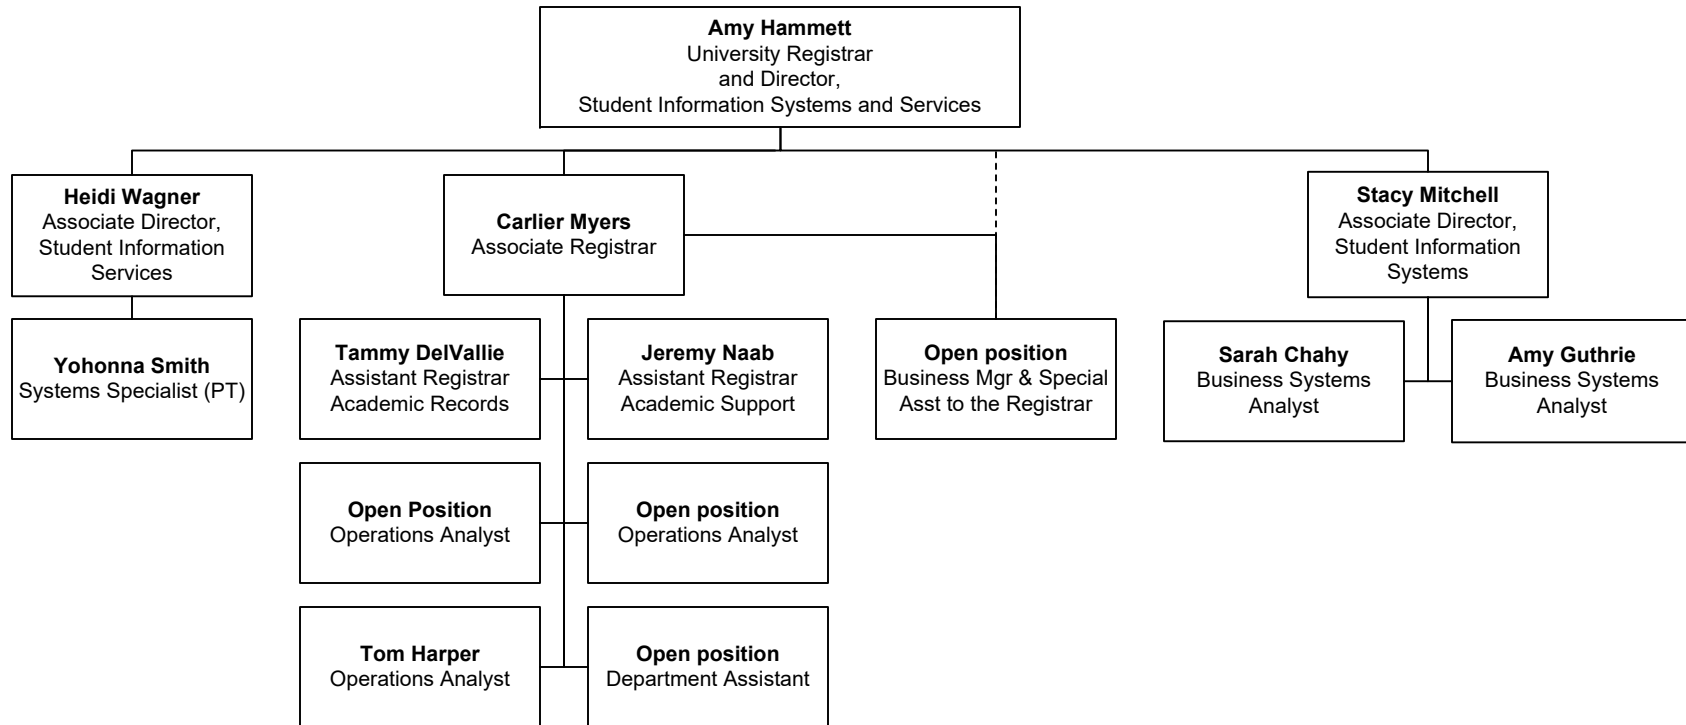 Amy Hammett
University Registrar
and Director,
Student Information Systems and Services
Heidi Wagner
Associate Director,
Student Information
Services
Carlier Myers
Associate Registrar
Stacy Mitchell
Associate Director,
Student Information
Systems
Yohonna Smith
Systems Specialist (PT)
Tammy DelVallie
Assistant Registrar
Academic Records
Jeremy Naab
Assistant Registrar
Academic Support
Open position
Business Mgr & Special
Asst to the Registrar
Sarah Chahy
Business Systems
Analyst
Amy Guthrie
Business Systems
Analyst
Open Position
Operations Analyst
Open position
Operations Analyst
Tom Harper
Operations Analyst
Open position
Department Assistant